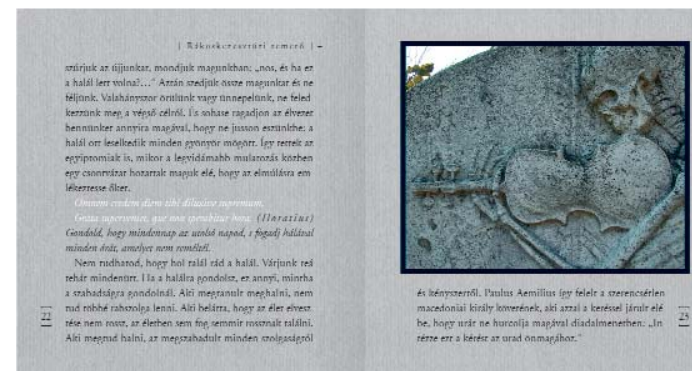 | Rákoskeresztúri temető |
szúrjuk az újjunkat, mondjuk magunkban: „nos, és ha ez
a halál lett volna?…" Aztán szedjük össze magunkat és ne
féljünk. Valahányszor örülünk vagy ünnepelünk, ne feled
kezzünk meg a végső célról. És sohase ragadjon az élvezet
bennünket annyira magával, hogy ne jusson eszünkbe: a
halál ott leselkedik minden gyönyör mögött. Így tettek az
egyiptomiak is, mikor a legvidámabb mulatozás közben
egy csontvázat hozattak maguk elé, hogy az elmúlásra em
lékeztesse őket.
Omnem crede diem tibi diluxisse supremum.
Grata superveniet, que non sperabitur hora. (Horatius)
Gondold, hogy mindennap az utolsó napod, s fogadj hálával
minden órát, amelyet nem reméltél.
Nem tudhatod, hogy hol talál rád a halál. Várjunk reá
tehát mindenütt. Ha a halálra gondolsz, ez annyi, mintha
a szabadságra gondolnál. Aki megtanult meghalni, nem
tud többé rabszolga lenni. Aki belátta, hogy az élet elvesz
tése nem rossz, az életben sem fog semmit rossznak találni.
Aki megtud halni, az megszabadult minden szolgaságtól
22
és kényszertől. Paulus Aemilius így felelt a szerencsétlen
macedoniai király követének, aki azzal a kéréssel járult elé
be, hogy urát ne hurcolja magával diadalmenetben: „In
tézze ezt a kérést az urad önmagához."
23